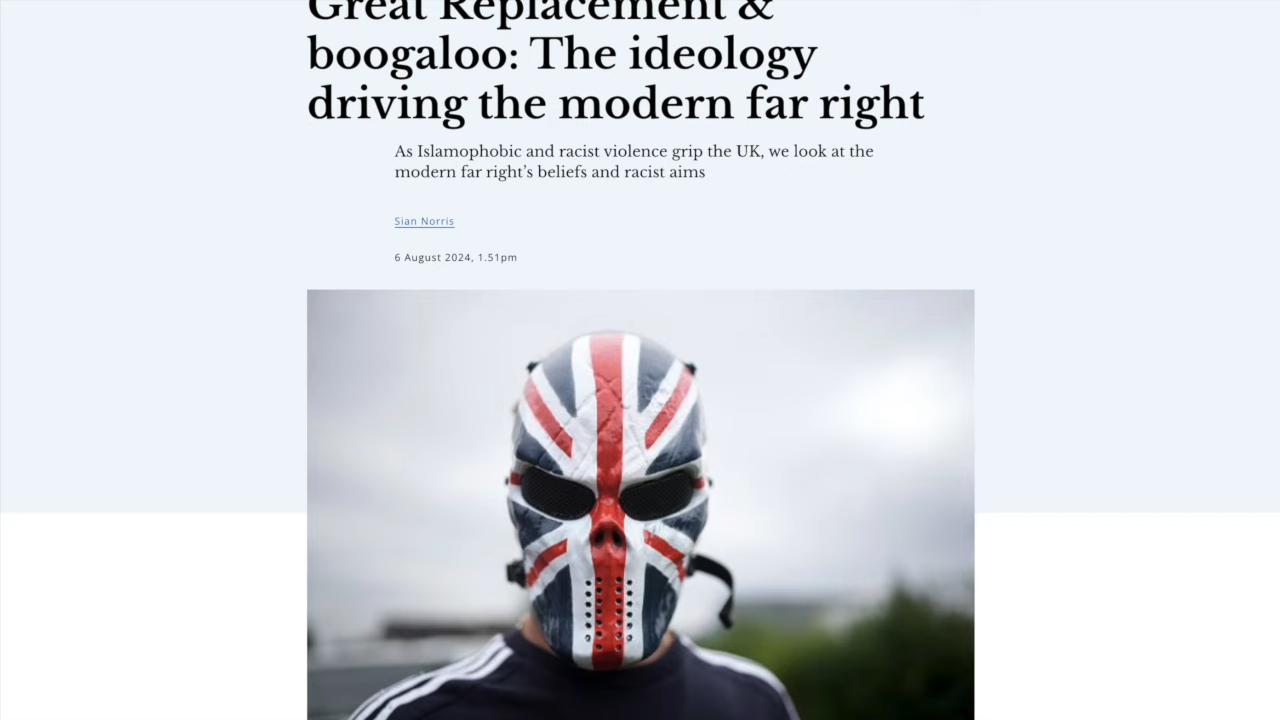 Great Replacement &
boogaloo: The ideology
driving the modern far right
As Islamophobic and racist violence grip the UK, we look at the
modern far right’s beliefs and racist aims
Sian Norris
6 August 2024, 1.51pm